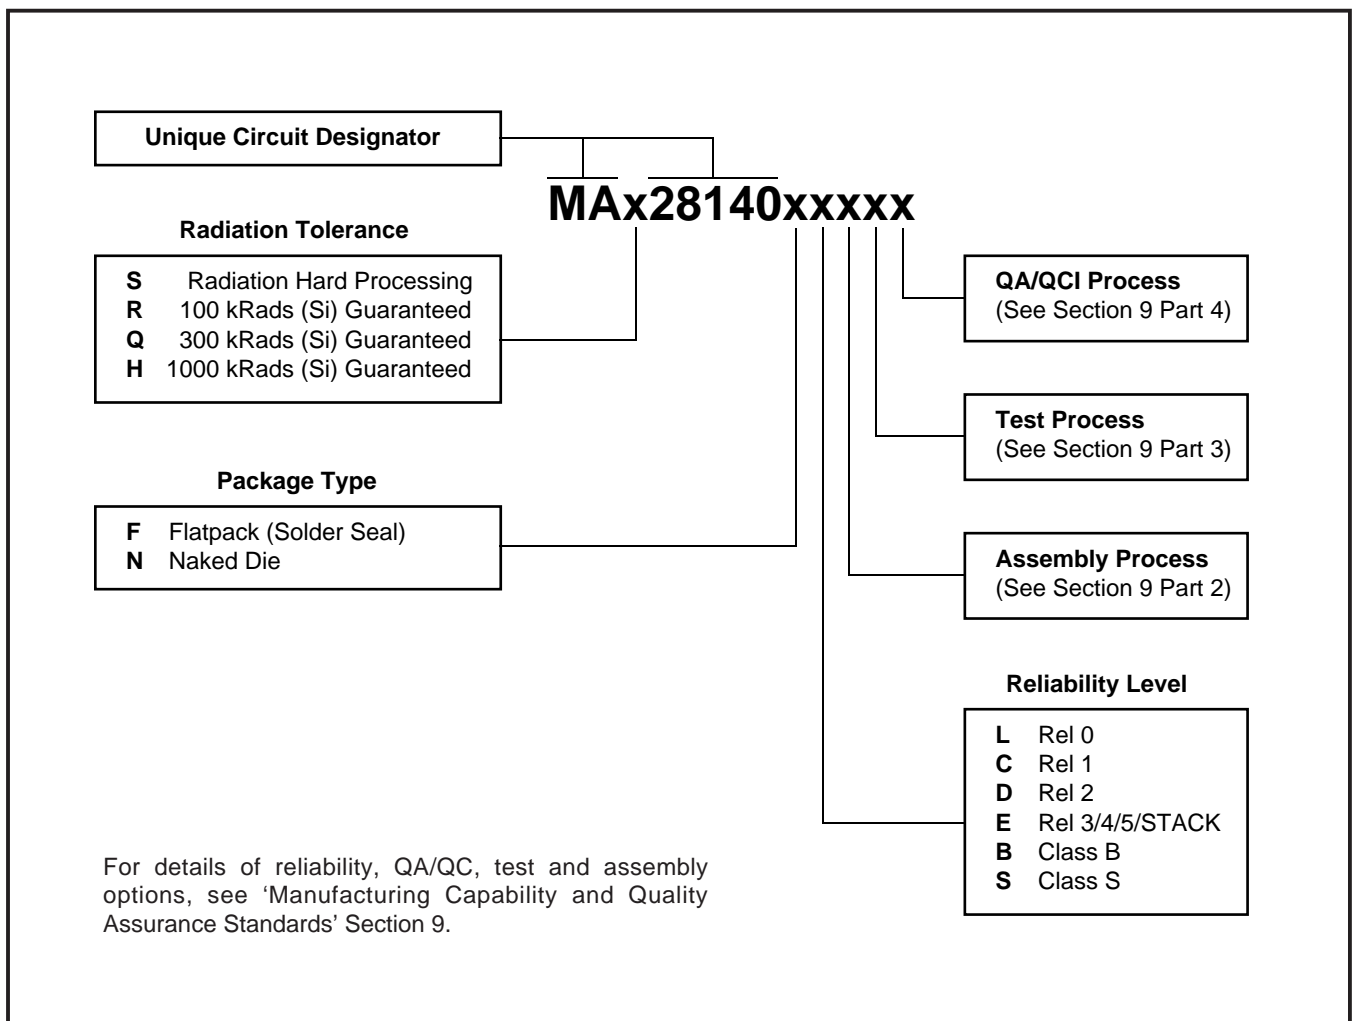 Unique Circuit Designator
MAx28140xxxxx
Radiation Tolerance
S Radiation Hard Processing
R 100 kRads (Si) Guaranteed
Q 300 kRads (Si) Guaranteed
H 1000 kRads (Si) Guaranteed
Package Type
F Flatpack (Solder Seal)
N Naked Die
QA/QCI Process
(See Section 9 Part 4)
Test Process
(See Section 9 Part 3)
Assembly Process
(See Section 9 Part 2)
Reliability Level
L Rel 0
C Rel 1
D Rel 2
E Rel 3/4/5/STACK
B Class B
S Class S
For details of reliability, QA/QC, test and assembly
options, see ‘Manufacturing Capability and Quality
Assurance Standards’ Section 9.